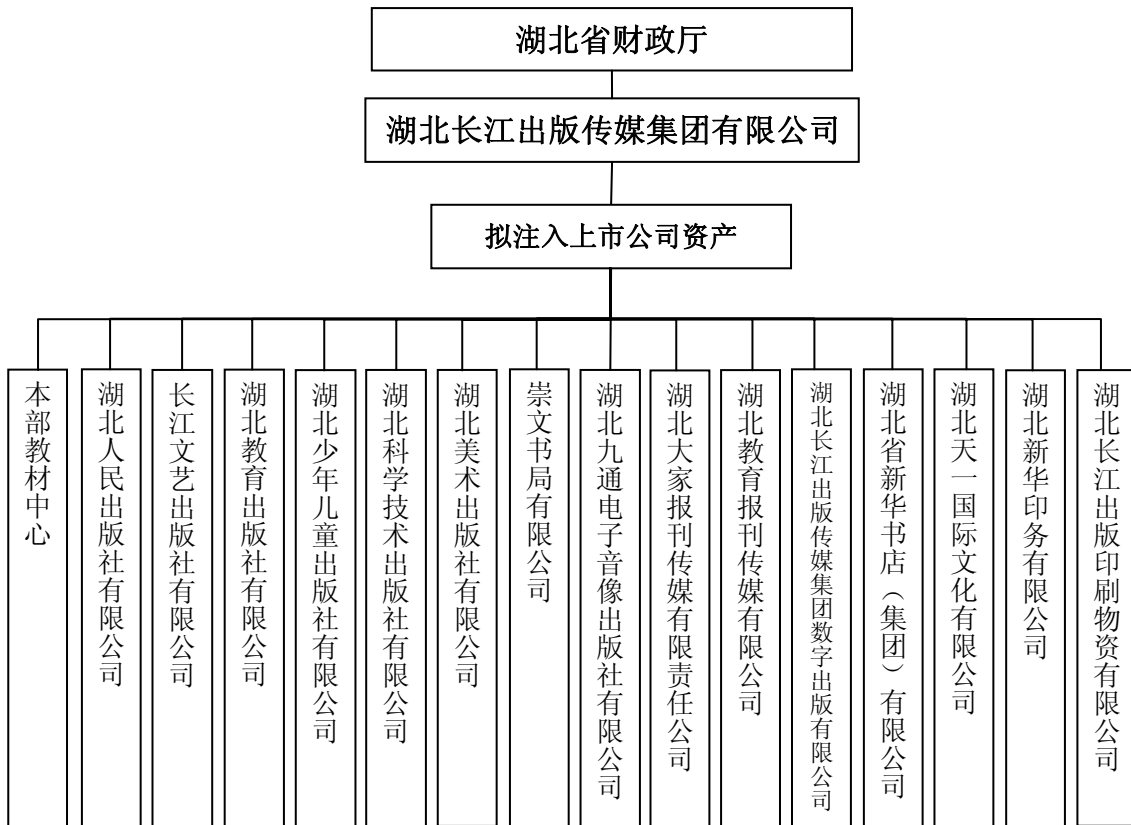 湖北省财政厅
湖北长江出版传媒集团有限公司
拟注入上市公司资产
本部教材中心
湖北人民出版社有限公司
长江文艺出版社有限公司
湖北教育出版社有限公司
湖北少年儿童出版社有限公司
湖北科学技术出版社有限公司
湖北美术出版社有限公司
崇文书局有限公司
湖北九通电子音像出版社有限公司
湖北大家报刊传媒有限责任公司
湖北教育报刊传媒有限公司
湖北长江出版传媒集团数字出版有限公司
湖北省新华书店（集团）有限公司
湖北天一国际文化有限公司
湖北新华印务有限公司
湖北长江出版印刷物资有限公司